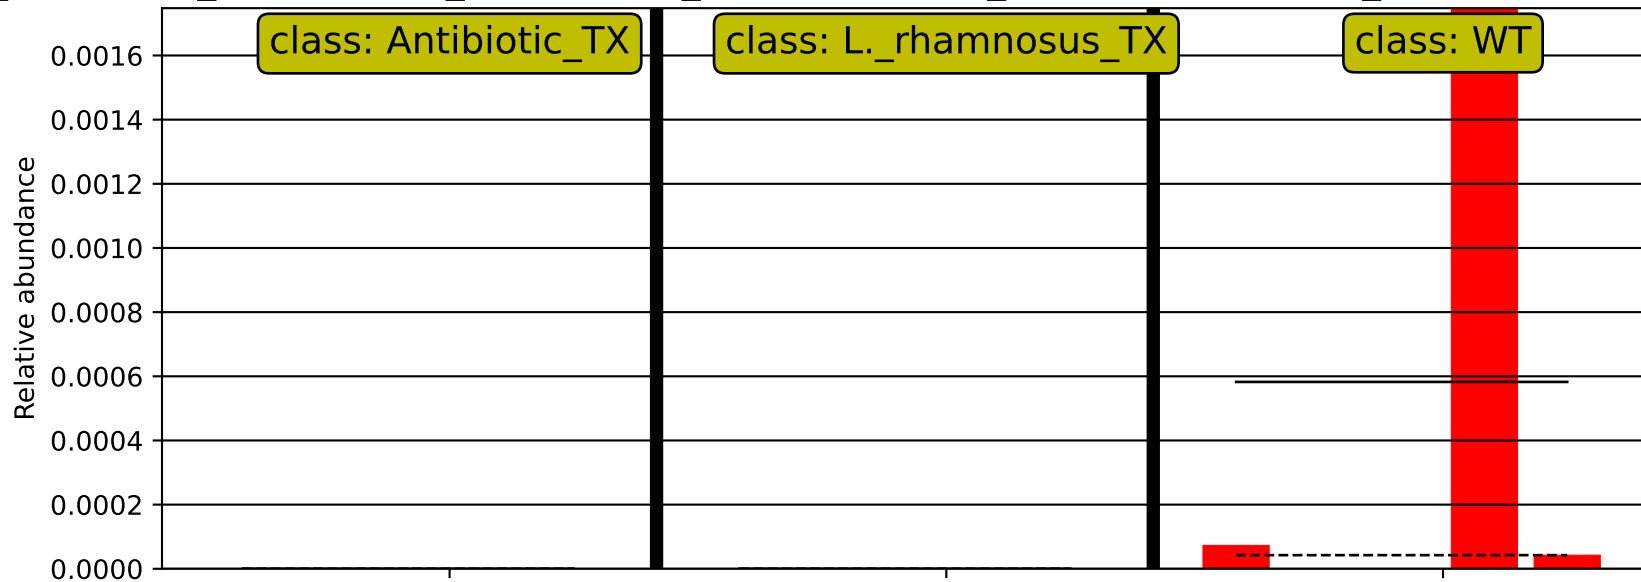 class: Antibiotic_TX
class: L._rhamnosus_TX
class: WT
0.0016
0.0014
0.0012
0.0010
0.0008
0.0006
0.0004
0.0002
0.0000
Relative abundance